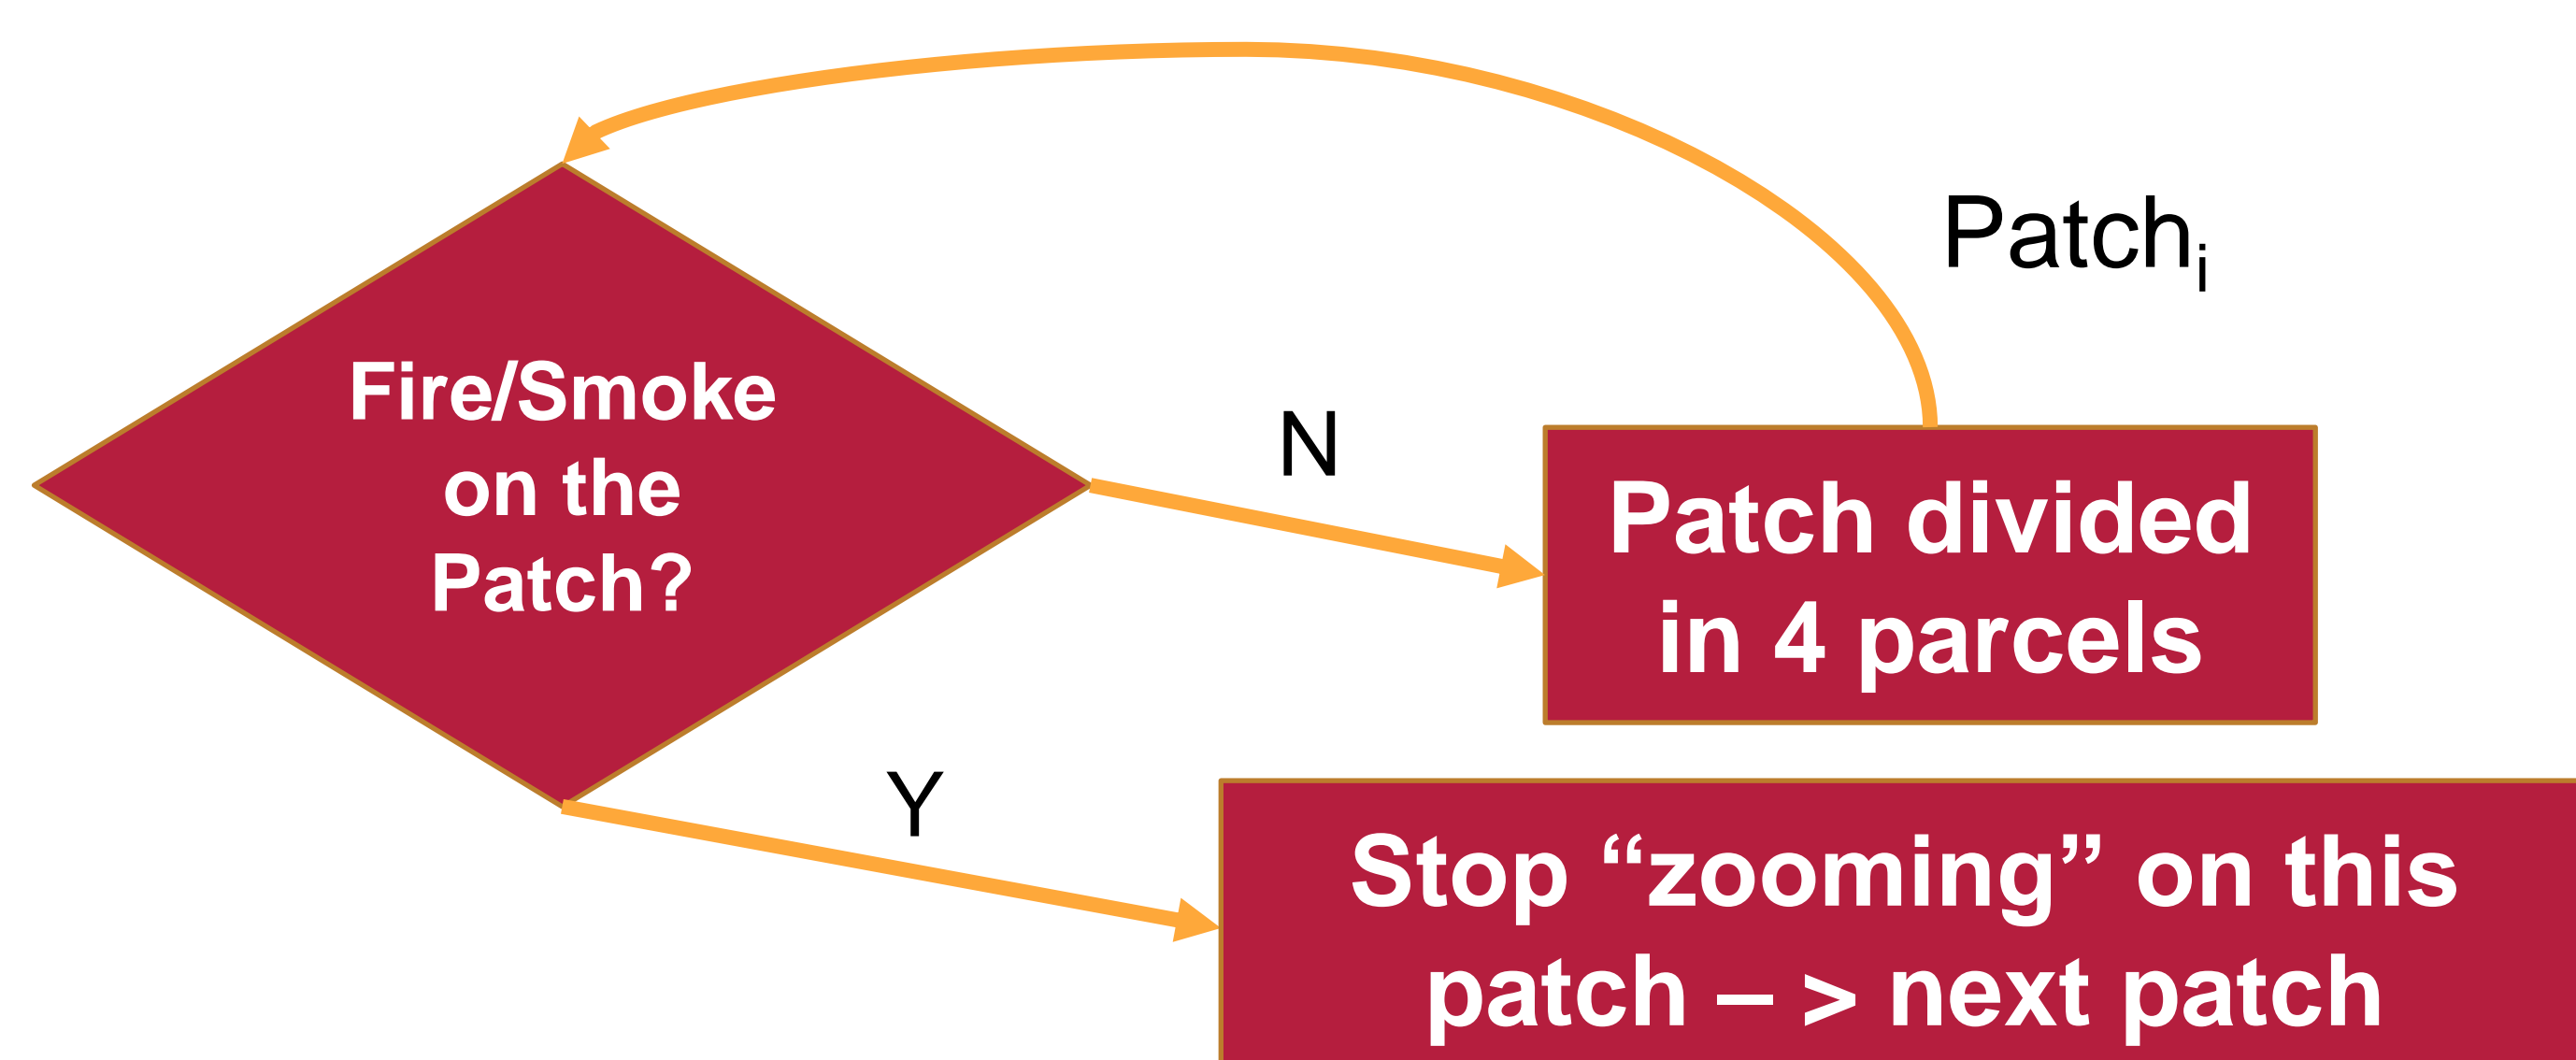 Patchᵢ
Fire/Smoke
on the
Patch?
N
Patch divided
in 4 parcels
Y
Stop “zooming” on this
patch – > next patch